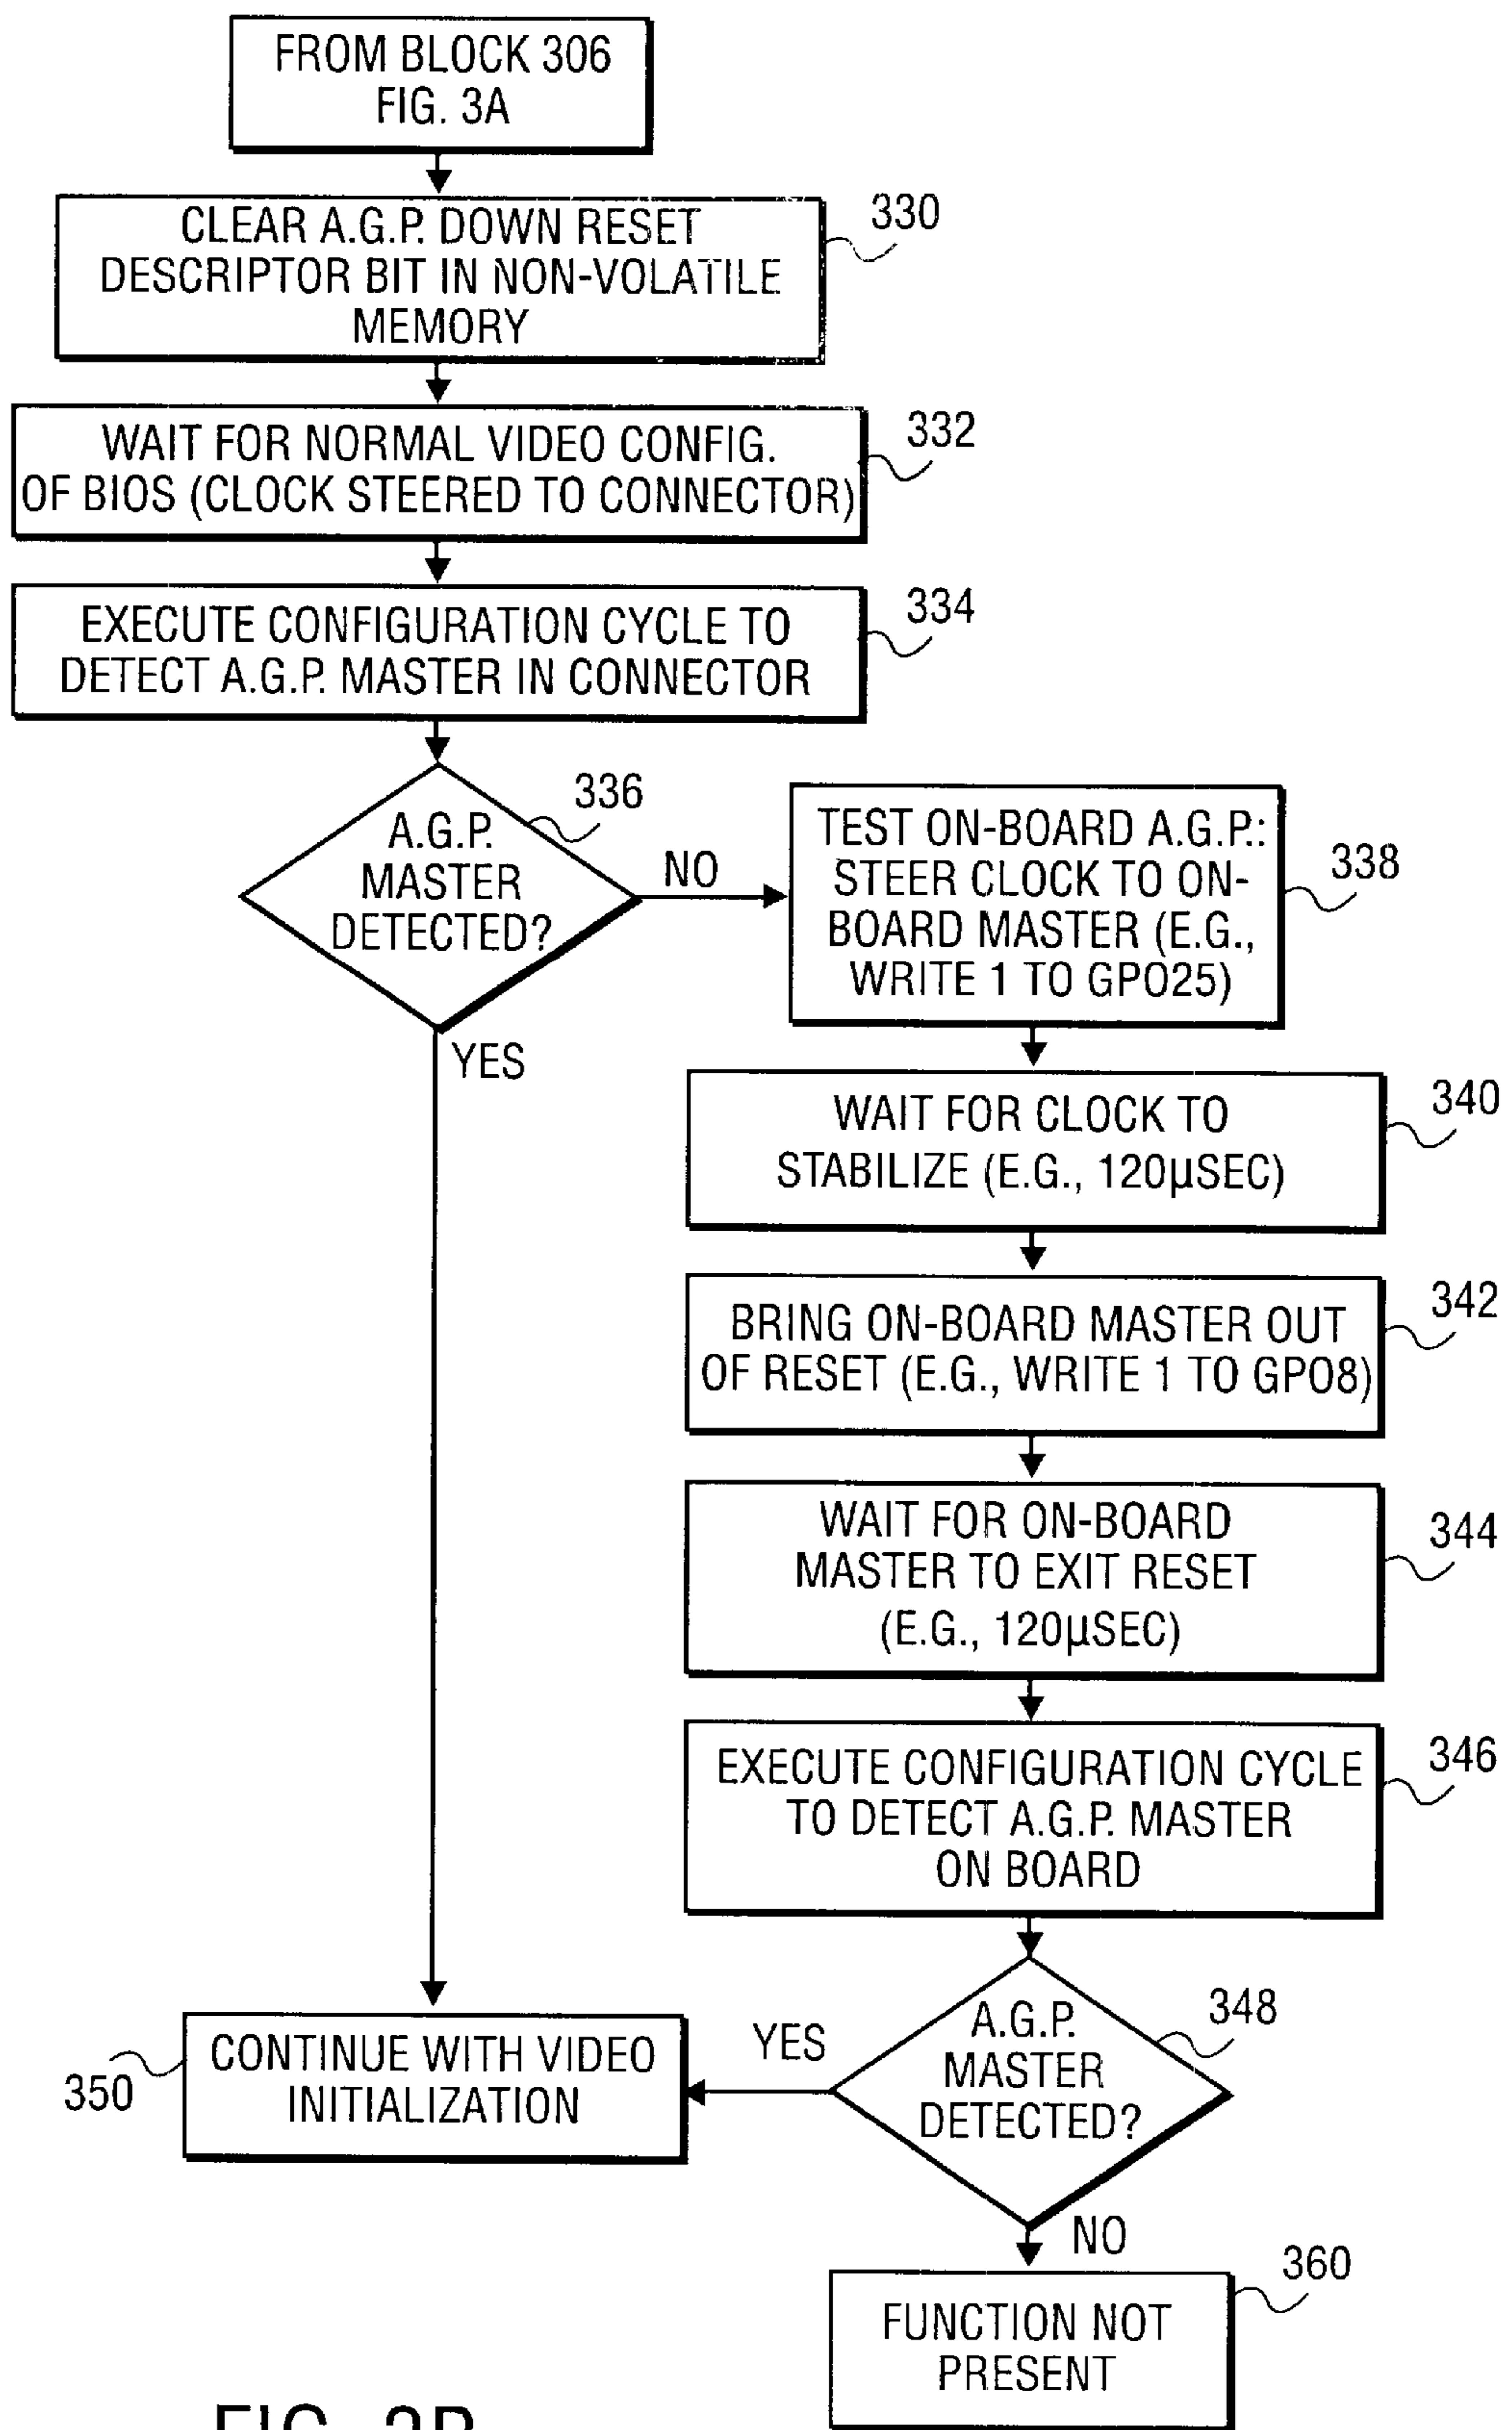 FROM BLOCK 306
FIG. 3A
CLEAR A.G.P. DOWN RESET
DESCRIPTOR BIT IN NON-VOLATILE
MEMORY
330
WAIT FOR NORMAL VIDEO CONFIG.
OF BIOS (CLOCK STEERED TO CONNECTOR)
332
EXECUTE CONFIGURATION CYCLE TO
DETECT A.G.P. MASTER IN CONNECTOR
334
A.G.P.
MASTER
DETECTED?
336
NO
YES
TEST ON-BOARD A.G.P.:
STEER CLOCK TO ON-
BOARD MASTER (E.G.,
WRITE 1 TO GPO25)
338
WAIT FOR CLOCK TO
STABILIZE (E.G., 120µSEC)
340
BRING ON-BOARD MASTER OUT
OF RESET (E.G., WRITE 1 TO GPO8)
342
WAIT FOR ON-BOARD
MASTER TO EXIT RESET
(E.G., 120µSEC)
344
EXECUTE CONFIGURATION CYCLE
TO DETECT A.G.P. MASTER
ON BOARD
346
A.G.P.
MASTER
DETECTED?
348
YES
CONTINUE WITH VIDEO
INITIALIZATION
350
NO
FUNCTION NOT
PRESENT
360